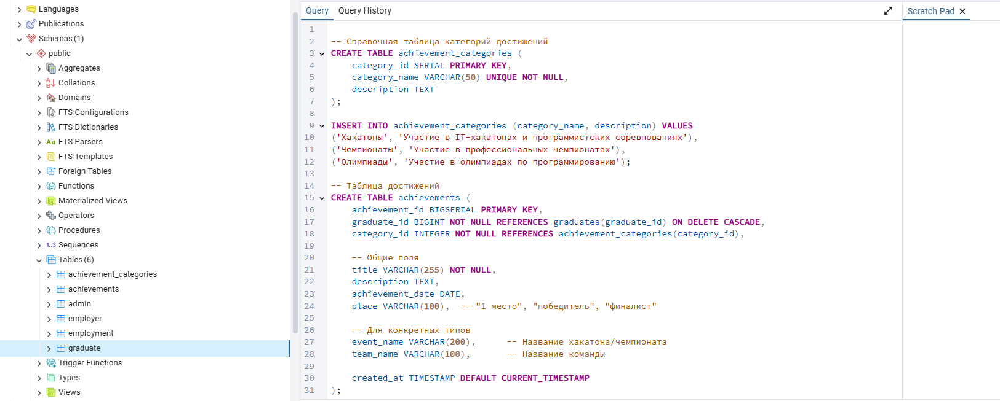 Languages
Publications
Schemas (1)
public
Aggregates
Collations
Domains
FTS Configurations
FTS Dictionaries
Aa FTS Parsers
FTS Templates
Foreign Tables
Functions
Materialized Views
Operators
Procedures
1..3 Sequences
Tables (6)
achievement_categories
achievements
admin
employer
employment
graduate
Trigger Functions
Types
Views
Query Query History
1
2 -- Справочная таблица категорий достижений
3 CREATE TABLE achievement_categories (
4 category_id SERIAL PRIMARY KEY,
5 category_name VARCHAR(50) UNIQUE NOT NULL,
6 description TEXT
7 );
8
9 INSERT INTO achievement_categories (category_name, description) VALUES
10 ('Хакатоны', 'Участие в IT-хакатонах и программистских соревнованиях'),
11 ('Чемпионаты', 'Участие в профессиональных чемпионатах'),
12 ('Олимпиады', 'Участие в олимпиадах по программированию');
13
14 -- Таблица достижений
15 CREATE TABLE achievements (
16 achievement_id BIGSERIAL PRIMARY KEY,
17 graduate_id BIGINT NOT NULL REFERENCES graduates(graduate_id) ON DELETE CASCADE,
18 category_id INTEGER NOT NULL REFERENCES achievement_categories(category_id),
19
20 -- Общие поля
21 title VARCHAR(255) NOT NULL,
22 description TEXT,
23 achievement_date DATE,
24 place VARCHAR(100), -- "1 место", "победитель", "финалист"
25
26 -- Для конкретных типов
27 event_name VARCHAR(200), -- Название хакатона/чемпионата
28 team_name VARCHAR(100), -- Название команды
29
30 created_at TIMESTAMP DEFAULT CURRENT_TIMESTAMP
31 );
Scratch Pad